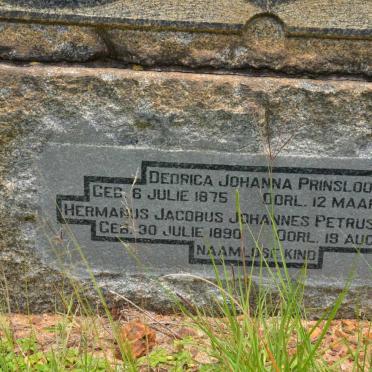 DEDRICA JOHANNA PRINSLOO
GEB. 6 JULIE 1875 OORL. 12 MAAR
HERMANUS JACOBUS JOHANNES PETRUS
GEB. 30 JULIE 1890 OORL. 19 AUG
NAAMLOSE KIND